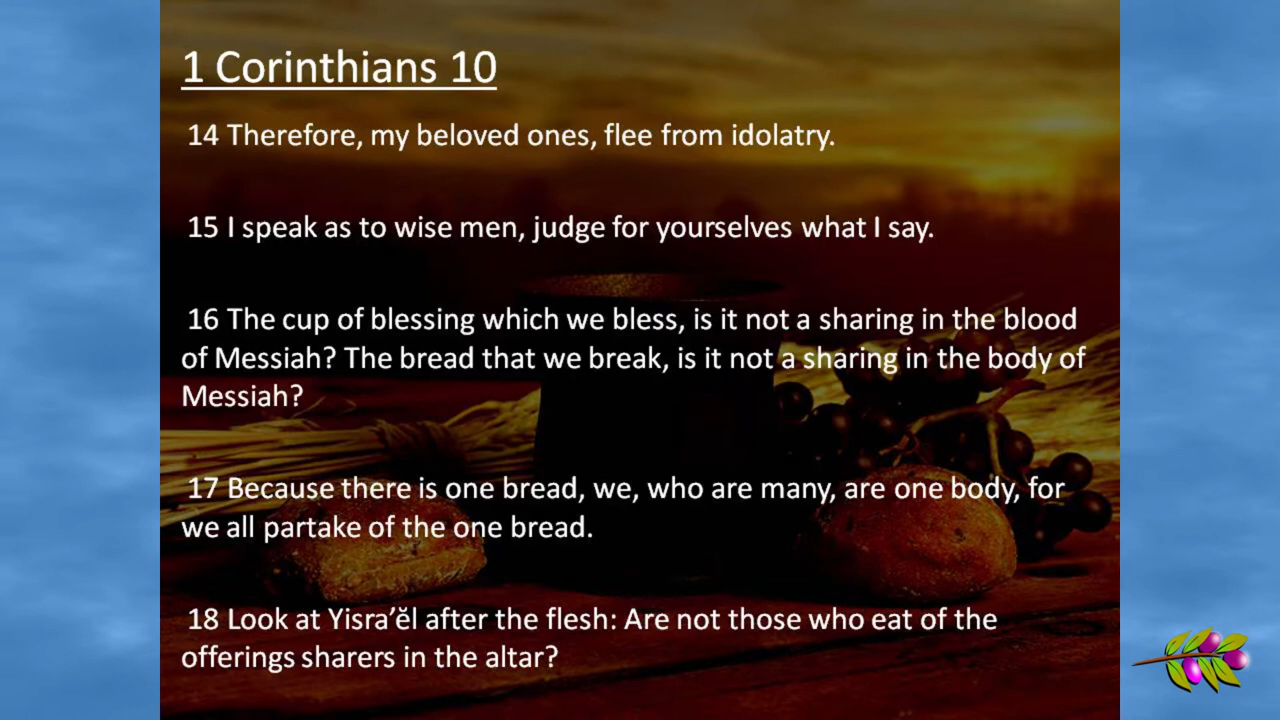 1 Corinthians 10
14 Therefore, my beloved ones, flee from idolatry.
15 I speak as to wise men, judge for yourselves what I say.
16 The cup of blessing which we bless, is it not a sharing in the blood
of Messiah? The bread that we break, is it not a sharing in the body of
Messiah?
17 Because there is one bread, we, who are many, are one body, for
we all partake of the one bread.
18 Look at Yisra’ĕl after the flesh: Are not those who eat of the
offerings sharers in the altar?